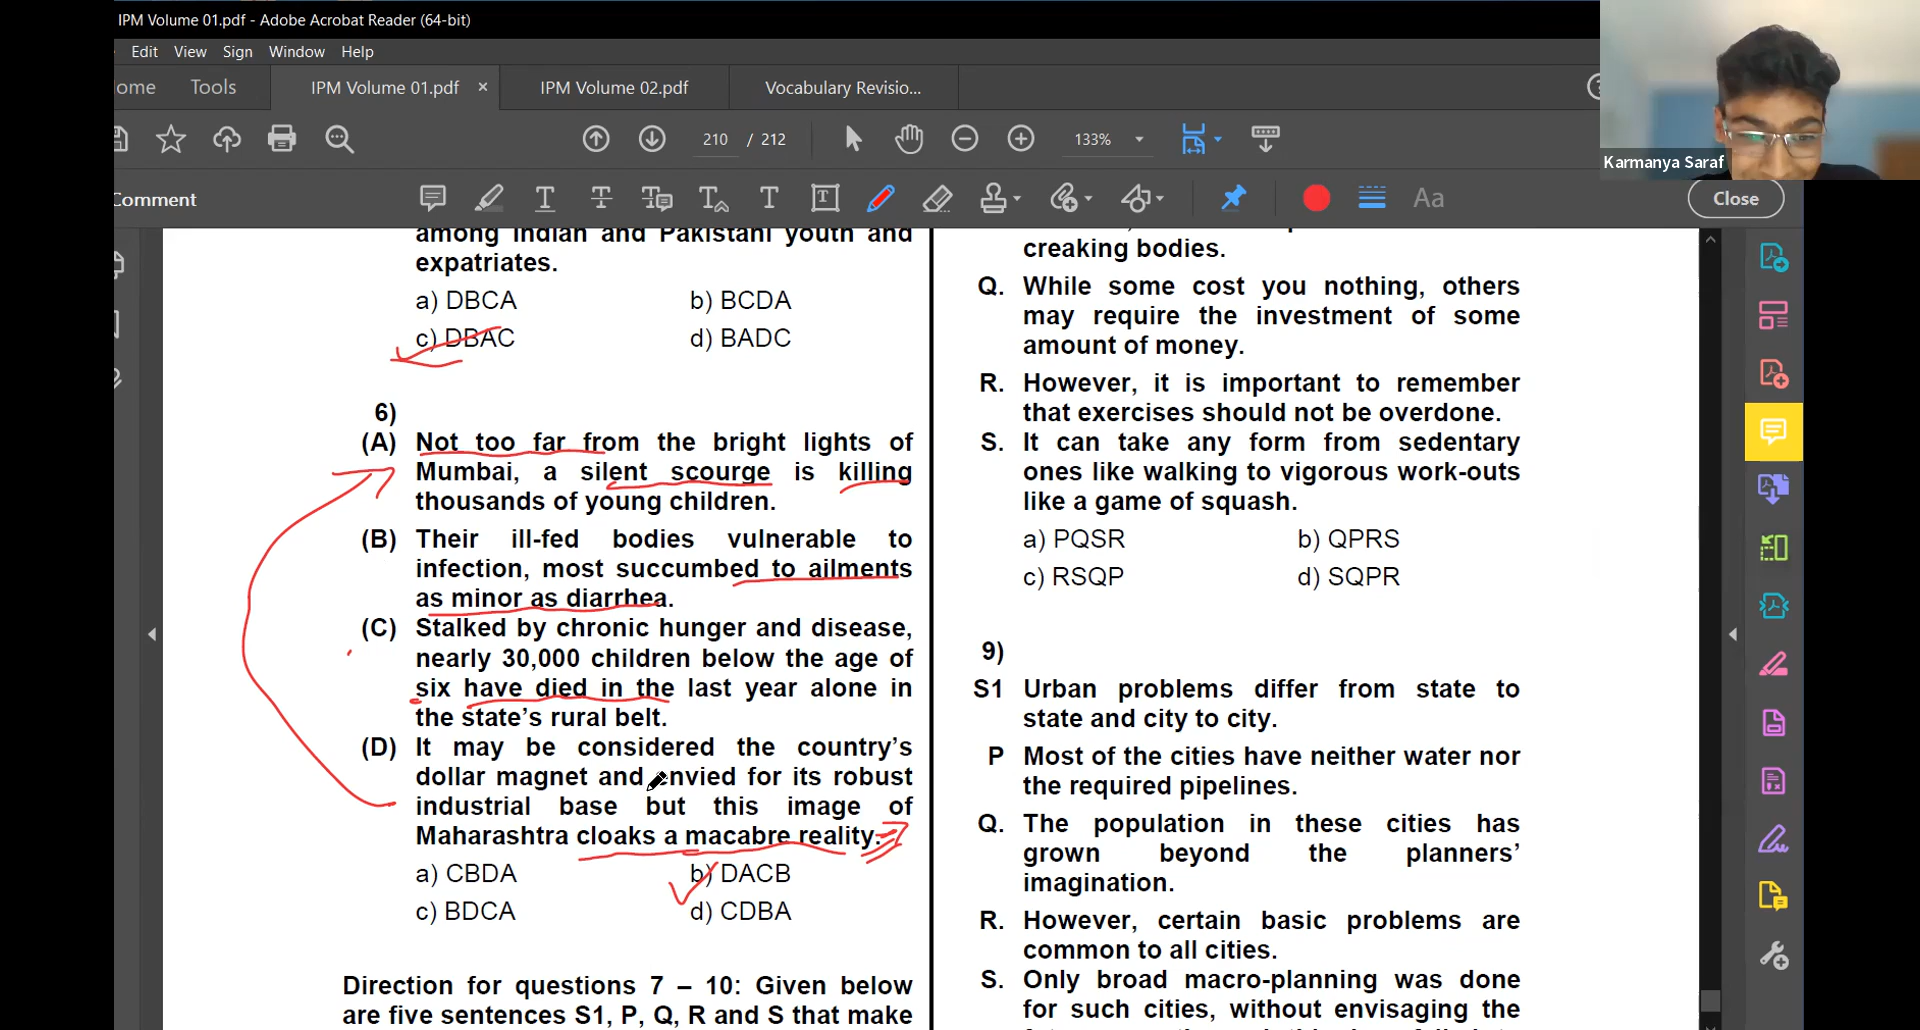 IPM Volume 01.pdf - Adobe Acrobat Reader (64-bit)
Edit View Sign Window Help
ome Tools IPM Volume 01.pdf × IPM Volume 02.pdf Vocabulary Revisio...
210 / 212 133%
Karmanya Saraf
Comment Aa Close
among Indian and Pakistani youth and
expatriates.
a) DBCA b) BCDA
c) DBAC d) BADC
6)
(A) Not too far from the bright lights of
Mumbai, a silent scourge is killing
thousands of young children.
(B) Their ill-fed bodies vulnerable to
infection, most succumbed to ailments
as minor as diarrhea.
(C) Stalked by chronic hunger and disease,
nearly 30,000 children below the age of
six have died in the last year alone in
the state's rural belt.
(D) It may be considered the country's
dollar magnet and envied for its robust
industrial base but this image of
Maharashtra cloaks a macabre reality.
a) CBDA b) DACB
c) BDCA d) CDBA
Direction for questions 7 – 10: Given below
are five sentences S1, P, Q, R and S that make
creaking bodies.
Q. While some cost you nothing, others
may require the investment of some
amount of money.
R. However, it is important to remember
that exercises should not be overdone.
S. It can take any form from sedentary
ones like walking to vigorous work-outs
like a game of squash.
a) PQSR b) QPRS
c) RSQP d) SQPR
9)
S1 Urban problems differ from state to
state and city to city.
P Most of the cities have neither water nor
the required pipelines.
Q. The population in these cities has
grown beyond the planners'
imagination.
R. However, certain basic problems are
common to all cities.
S. Only broad macro-planning was done
for such cities, without envisaging the